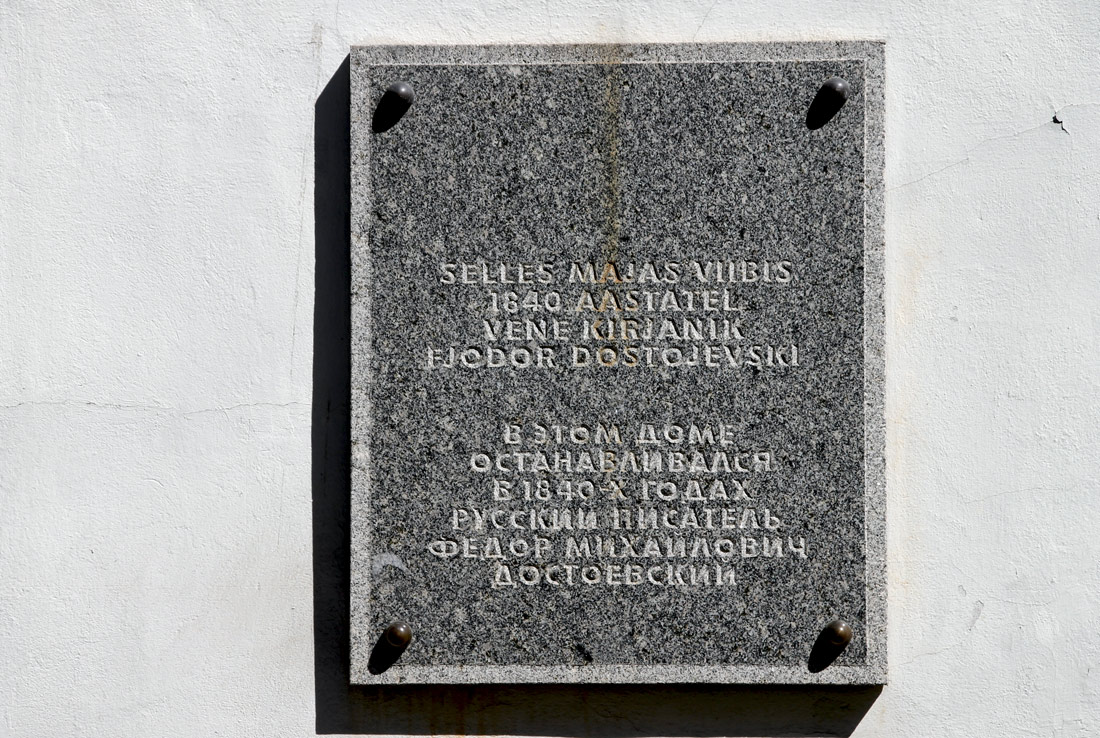 SELLES MAJAS VIIBIS
1840. AASTATEL
VENE KIRJANIK
FJODOR DOSTOJEVSKI
В ЭТОМ ДОМЕ
ОСТАНАВЛИВАЛСЯ
В 1840-Х ГОДАХ
РУССКИЙ ПИСАТЕЛЬ
ФЕДОР МИХАЙЛОВИЧ
ДОСТОЕВСКИЙ